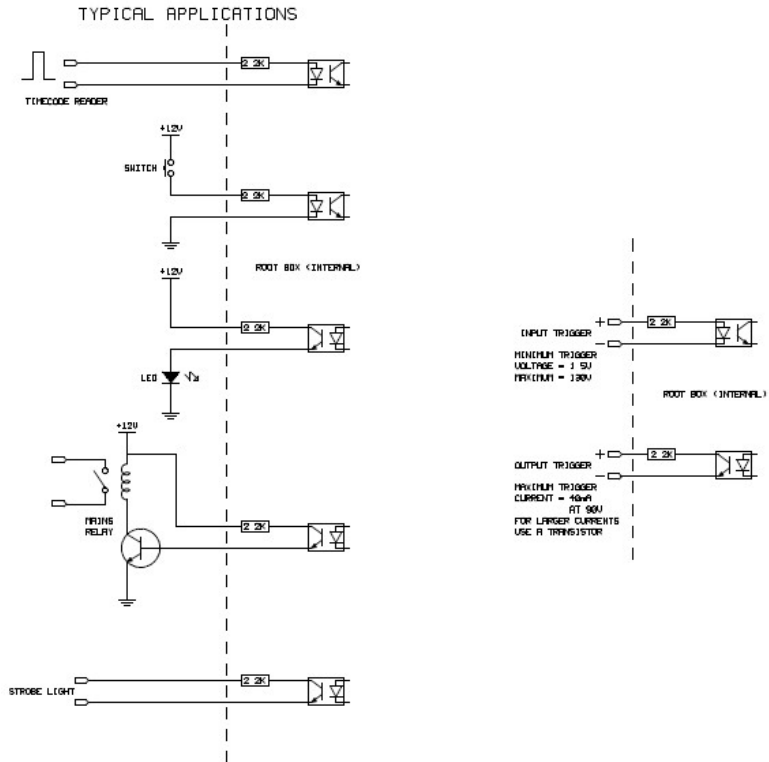 TYPICAL APPLICATIONS
2 2K
TIMECODE READER
+12V
SWITCH
2 2K
ROOT BOX (INTERNAL)
+12V
2 2K
LED
+12V
MAINS
RELAY
2 2K
STROBE LIGHT
2 2K
INPUT TRIGGER
+
-
2 2K
MINIMUM TRIGGER
VOLTAGE = 1 5V
MAXIMUM = 130V
ROOT BOX (INTERNAL)
OUTPUT TRIGGER
+
-
2 2K
MAXIMUM TRIGGER
CURRENT = 40mA
AT 90V
FOR LARGER CURRENTS
USE A TRANSISTOR